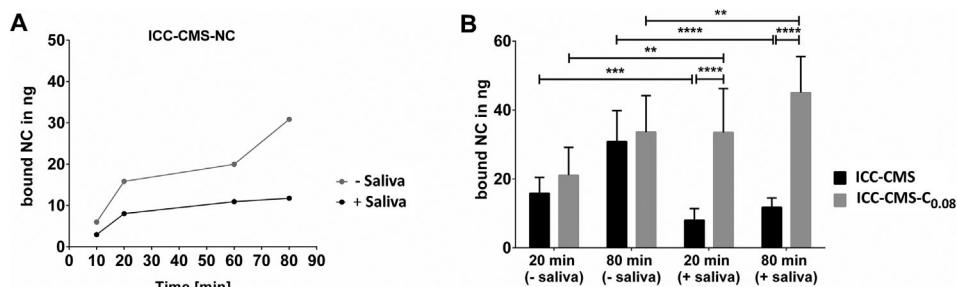 A
ICC-CMS-NC
bound NC in ng
50
40
30
20
10
0
0 10 20 30 40 50 60 70 80 90
Time [min]
- Saliva
+ Saliva
B
bound NC in ng
60
40
20
0
**
****
****
**
***
****
20 min
(- saliva)
80 min
(- saliva)
20 min
(+ saliva)
80 min
(+ saliva)
ICC-CMS
ICC-CMS-C0.08